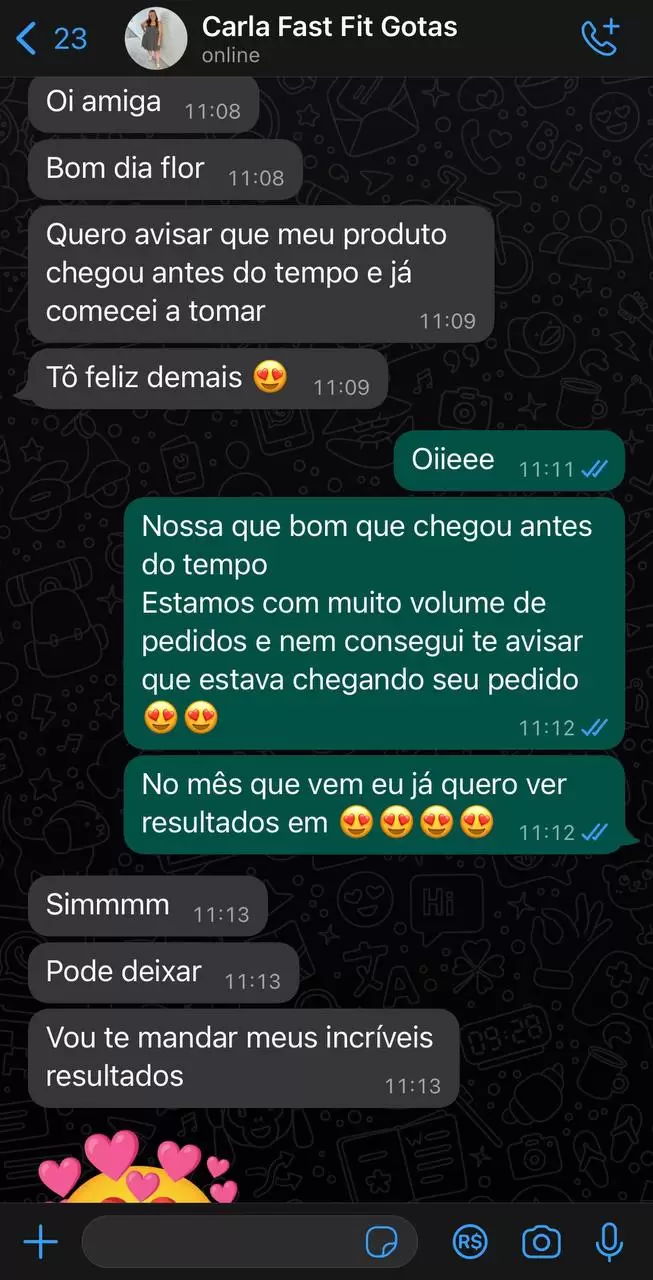 23
Carla Fast Fit Gotas
online
Oi amiga 11:08
Bom dia flor 11:08
Quero avisar que meu produto
chegou antes do tempo e já
comecei a tomar 11:09
Tô feliz demais 😍 11:09
Oiieee 11:11
Nossa que bom que chegou antes
do tempo
Estamos com muito volume de
pedidos e nem consegui te avisar
que estava chegando seu pedido
😍😍 11:12
No mês que vem eu já quero ver
resultados em 😍😍😍😍 11:12
Simmmm 11:13
Pode deixar 11:13
Vou te mandar meus incríveis
resultados 11:13
R$
BFF
Hi
09:28